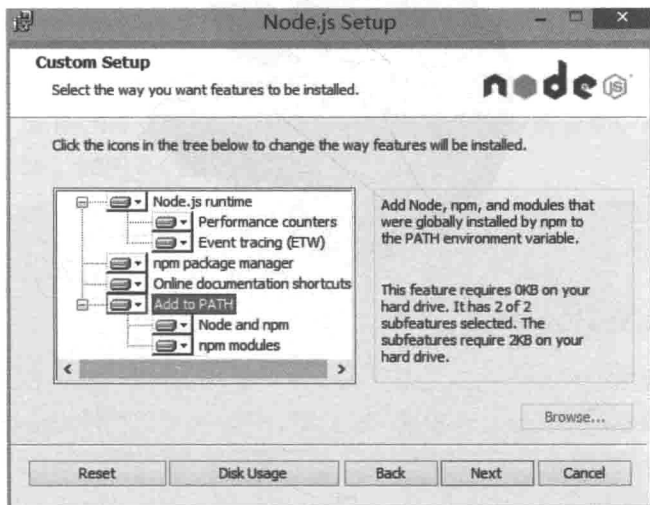 Node.js Setup
Custom Setup
Select the way you want features to be installed.
node
JS
Click the icons in the tree below to change the way features will be installed.
Node.js runtime
Performance counters
Event tracing (ETW)
npm package manager
Online documentation shortcuts
Add to PATH
Node and npm
npm modules
Add Node, npm, and modules that
were globally installed by npm to
the PATH environment variable.
This feature requires 0KB on your
hard drive. It has 2 of 2
subfeatures selected. The
subfeatures require 2KB on your
hard drive.
Browse...
Reset
Disk Usage
Back
Next
Cancel